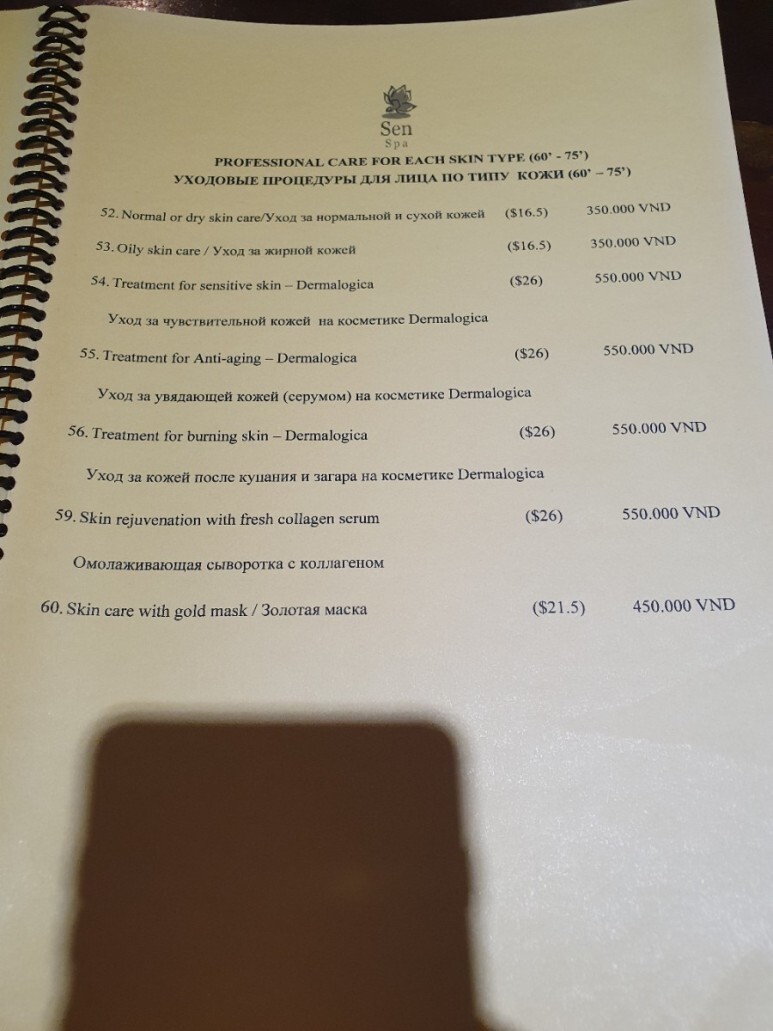 Sen
Spa
PROFESSIONAL CARE FOR EACH SKIN TYPE (60' - 75')
УХОДОВЫЕ ПРОЦЕДУРЫ ДЛЯ ЛИЦА ПО ТИПУ КОЖИ (60' – 75')
52. Normal or dry skin care/Уход за нормальной и сухой кожей ($16.5) 350.000 VND
53. Oily skin care / Уход за жирной кожей ($16.5) 350.000 VND
54. Treatment for sensitive skin – Dermalogica ($26) 550.000 VND
Уход за чувствительной кожей на косметике Dermalogica
55. Treatment for Anti-aging – Dermalogica ($26) 550.000 VND
Уход за увядающей кожей (серумом) на косметике Dermalogica
56. Treatment for burning skin – Dermalogica ($26) 550.000 VND
Уход за кожей после купания и загара на косметике Dermalogica
59. Skin rejuvenation with fresh collagen serum ($26) 550.000 VND
Омолаживающая сыворотка с коллагеном
60. Skin care with gold mask / Золотая маска ($21.5) 450.000 VND